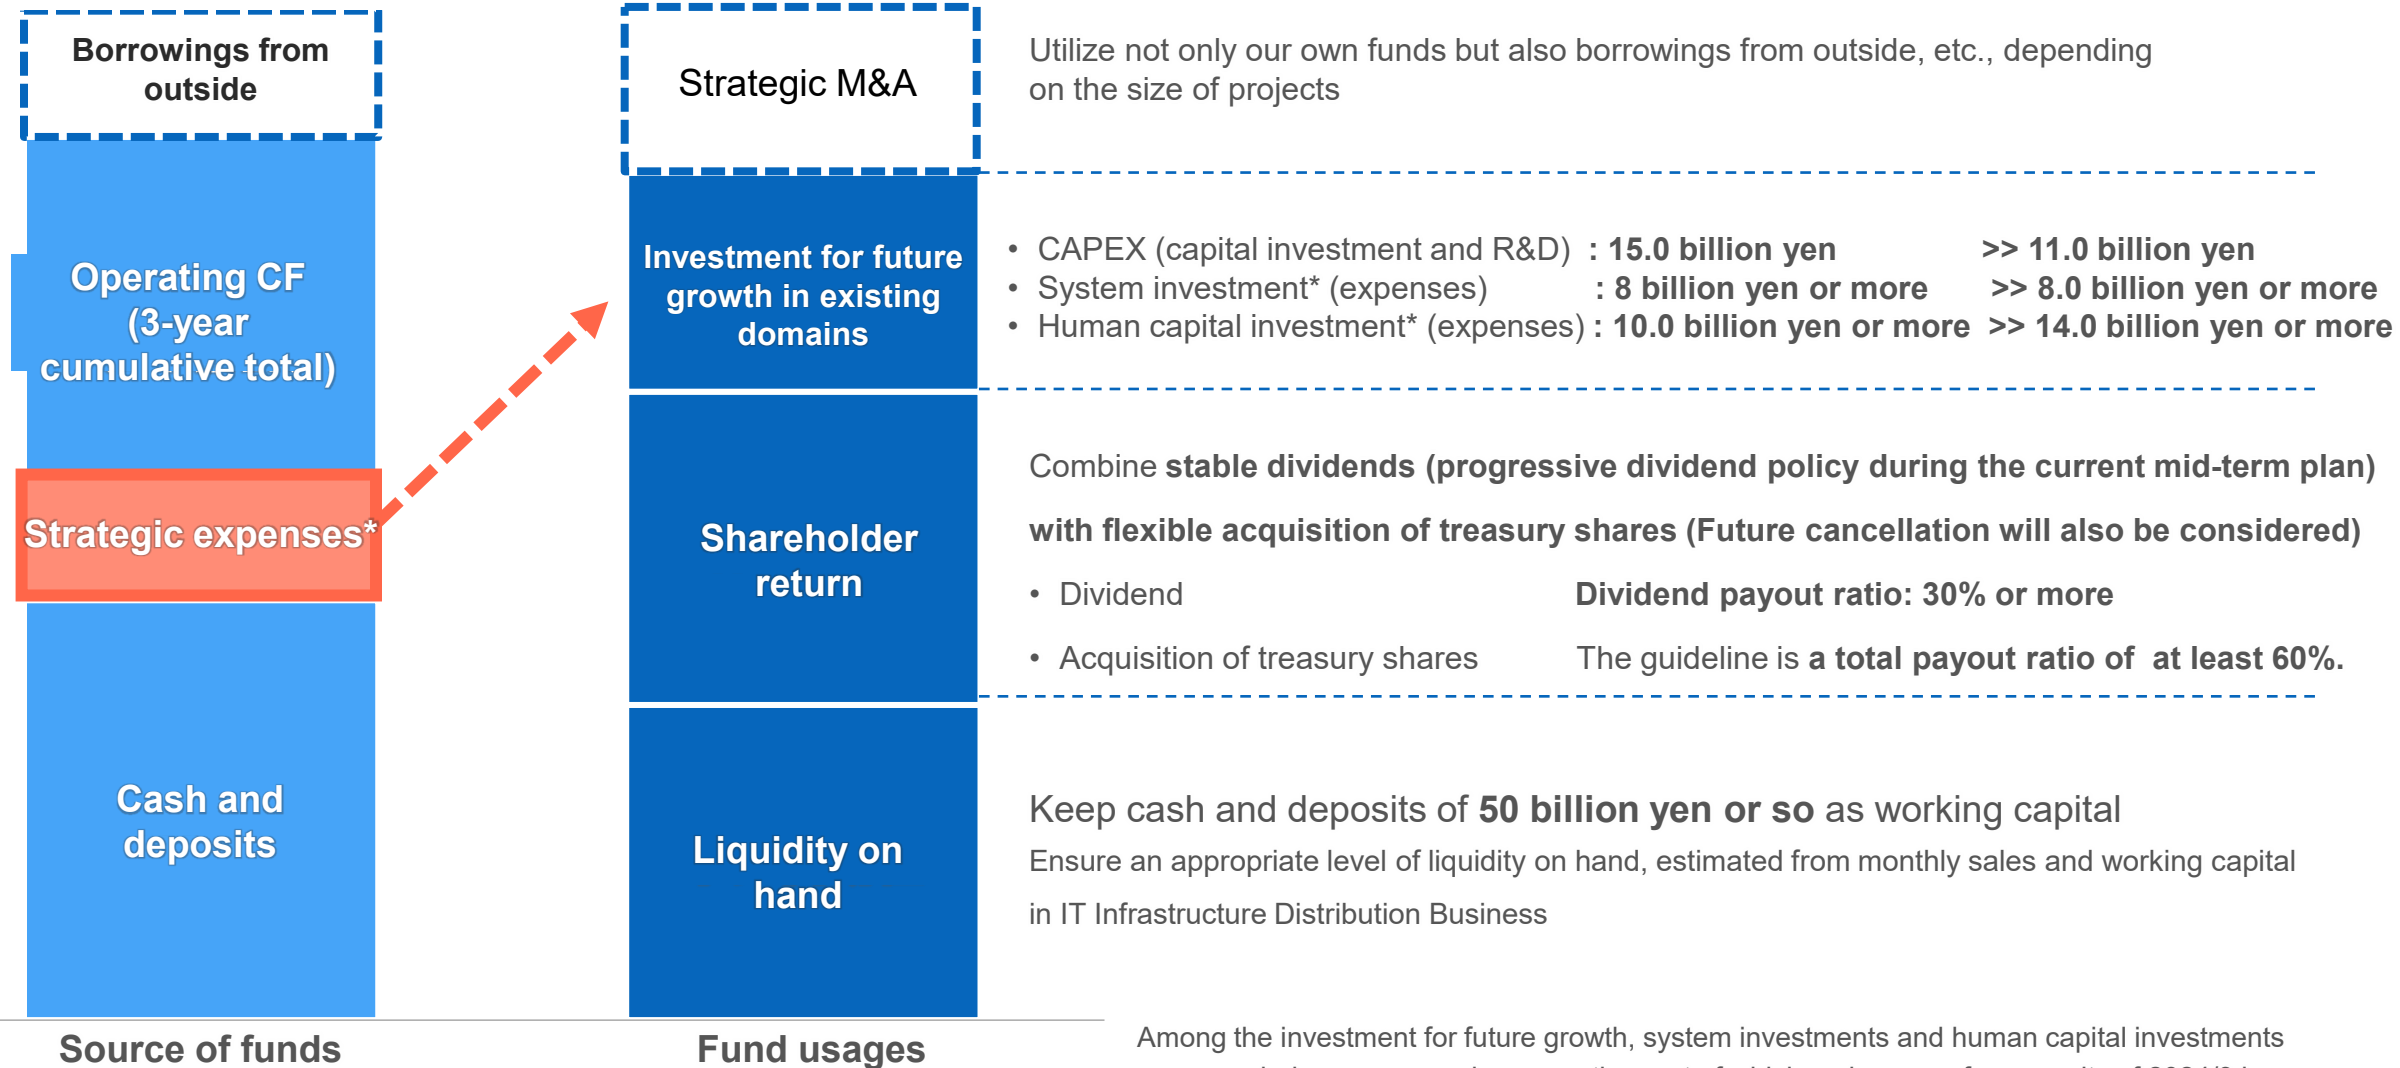 Borrowings from
outside
Operating CF
(3-year
cumulative total)
Strategic expenses*
Cash and
deposits
Source of funds
Strategic M&A
Investment for future
growth in existing
domains
Shareholder
return
Liquidity on
hand
Fund usages
Utilize not only our own funds but also borrowings from outside, etc., depending
on the size of projects
• CAPEX (capital investment and R&D) : 15.0 billion yen >> 11.0 billion yen
• System investment* (expenses) : 8 billion yen or more >> 8.0 billion yen or more
• Human capital investment* (expenses) : 10.0 billion yen or more >> 14.0 billion yen or more
Combine stable dividends (progressive dividend policy during the current mid-term plan)
with flexible acquisition of treasury shares (Future cancellation will also be considered)
• Dividend Dividend payout ratio: 30% or more
• Acquisition of treasury shares The guideline is a total payout ratio of at least 60%.
Keep cash and deposits of 50 billion yen or so as working capital
Ensure an appropriate level of liquidity on hand, estimated from monthly sales and working capital
in IT Infrastructure Distribution Business
Among the investment for future growth, system investments and human capital investments